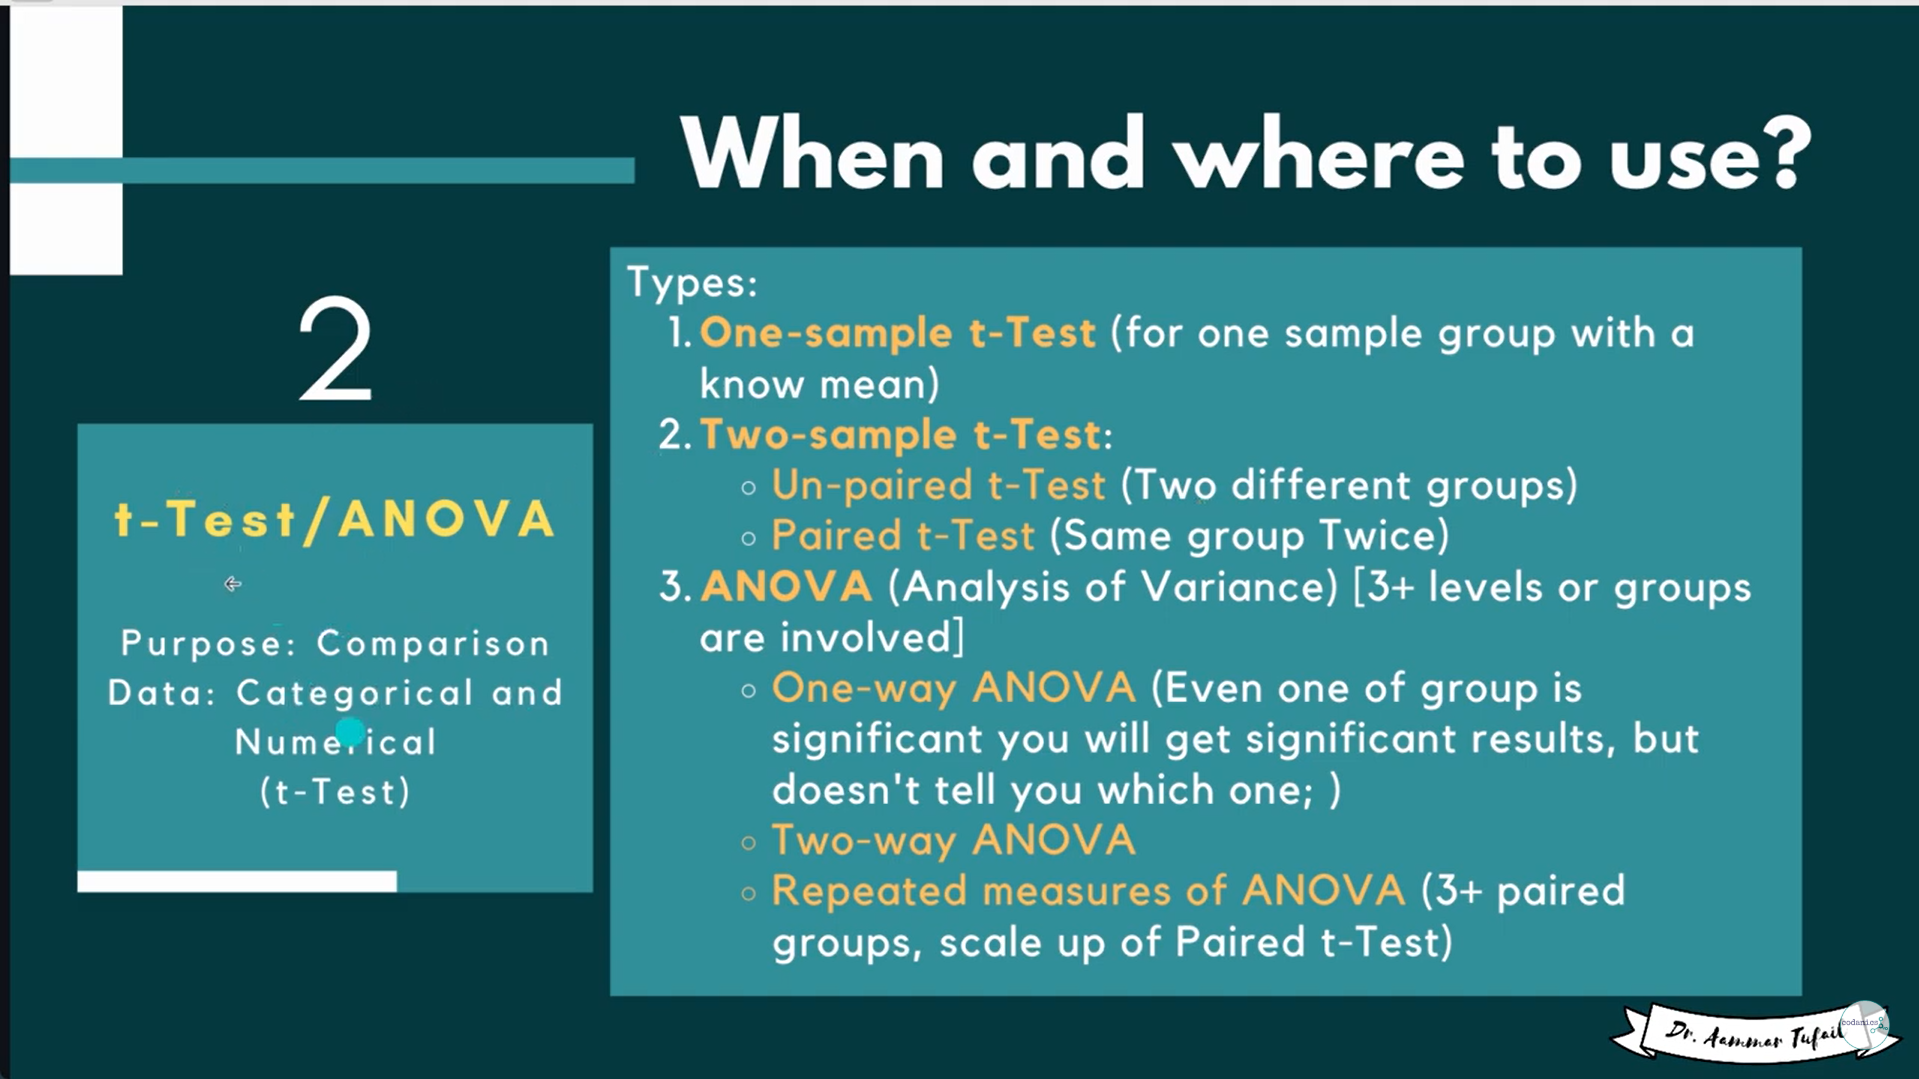 When and where to use?
2
t-Test/ANOVA
Purpose: Comparison
Data: Categorical and
Numerical
(t-Test)
Types:
1. One-sample t-Test (for one sample group with a
know mean)
2. Two-sample t-Test:
Un-paired t-Test (Two different groups)
Paired t-Test (Same group Twice)
3. ANOVA (Analysis of Variance) [3+ levels or groups
are involved]
One-way ANOVA (Even one of group is
significant you will get significant results, but
doesn't tell you which one; )
Two-way ANOVA
Repeated measures of ANOVA (3+ paired
groups, scale up of Paired t-Test)
Dr. Aammar Tufail
codanics